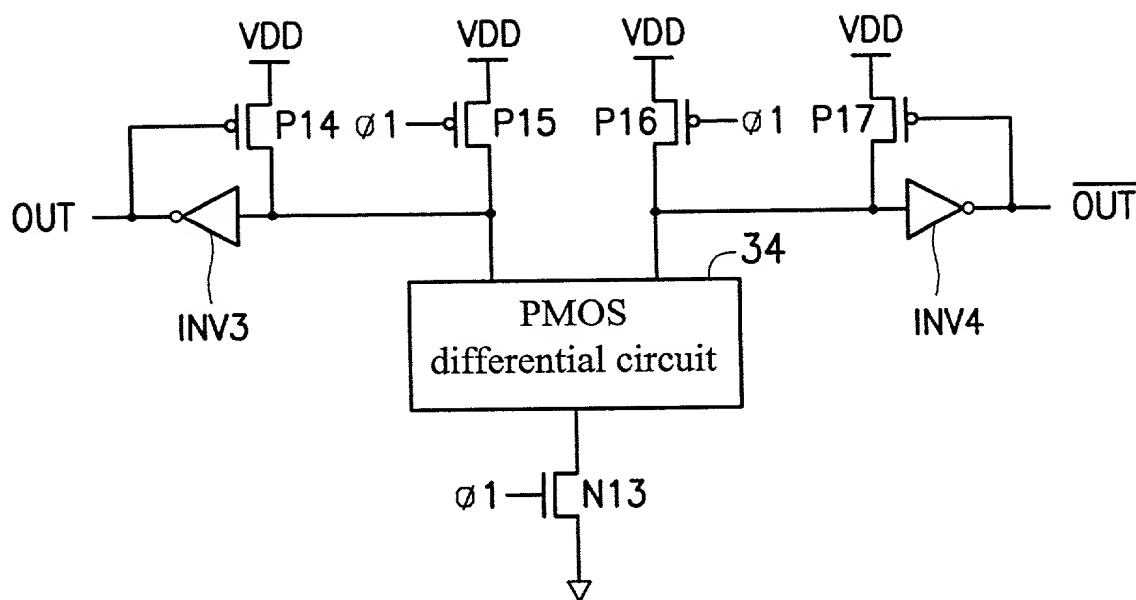 VDD VDD VDD VDD
P14 ø1 P15 P16 ø1 P17
OUT
O̅U̅T̅
34
INV3
INV4
PMOS
differential circuit
ø1 N13